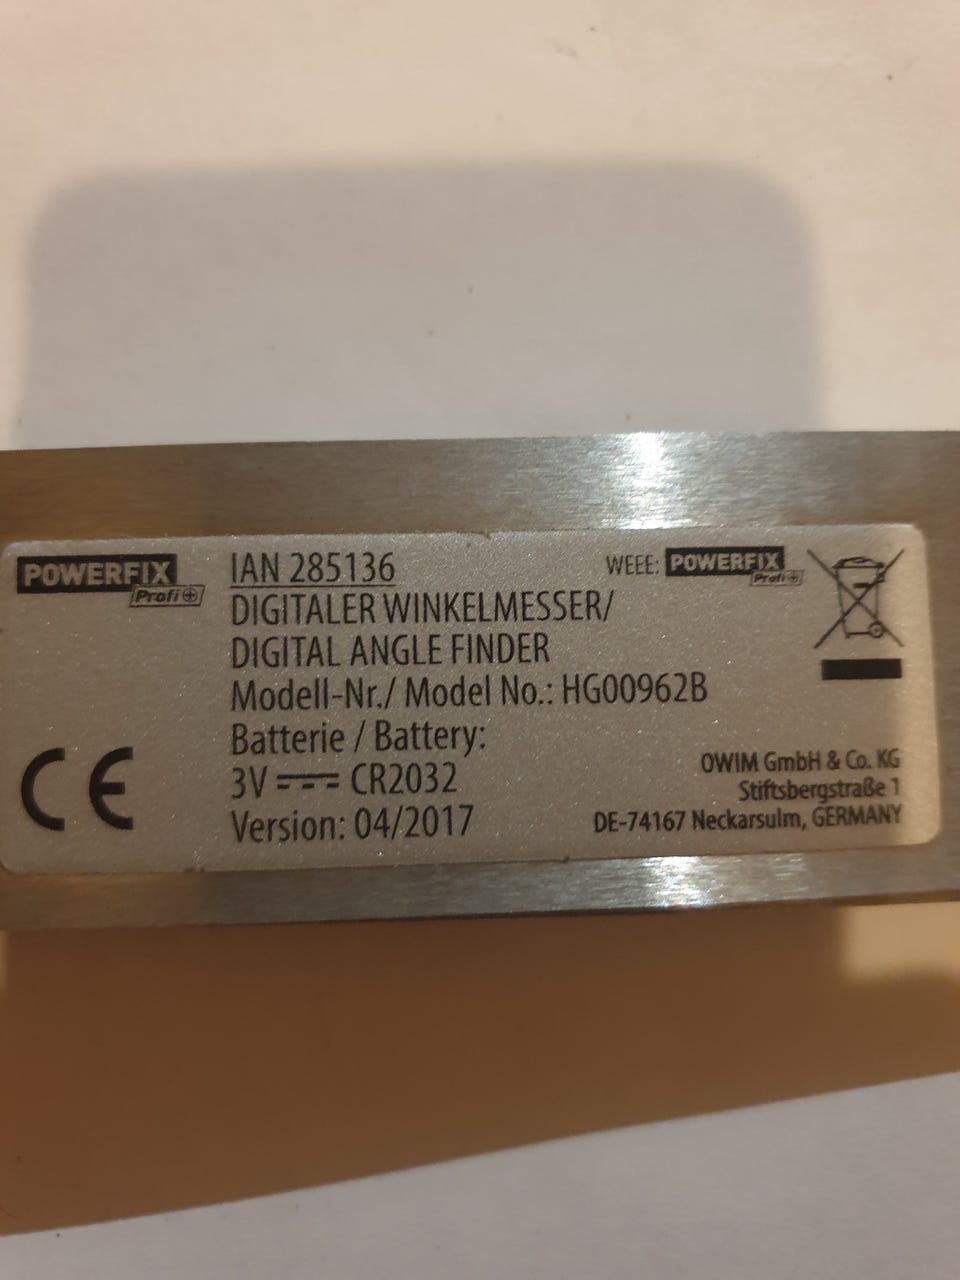 POWERFIX
Profi+
IAN 285136
DIGITALER WINKELMESSER/
DIGITAL ANGLE FINDER
Modell-Nr./ Model No.: HG00962B
Batterie / Battery:
3V CR2032
Version: 04/2017
CE
WEEE: POWERFIX
Profi+
OWIM GmbH & Co. KG
Stiftsbergstraße 1
DE-74167 Neckarsulm, GERMANY